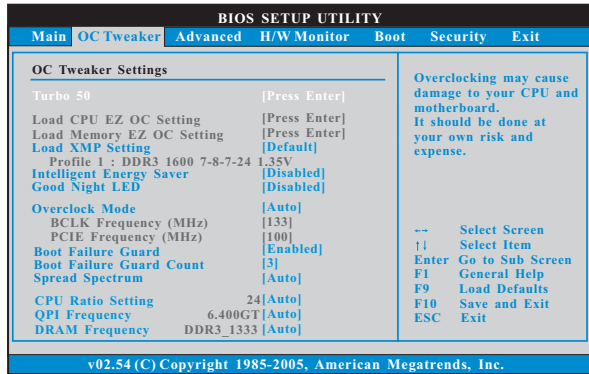 BIOS SETUP UTILITY
Main OC Tweaker Advanced H/W Monitor Boot Security Exit
OC Tweaker Settings
Turbo 50 [Press Enter]
Load CPU EZ OC Setting [Press Enter]
Load Memory EZ OC Setting [Press Enter]
Load XMP Setting [Default]
Profile 1 : DDR3 1600 7-8-7-24 1.35V
Intelligent Energy Saver [Disabled]
Good Night LED [Disabled]
Overclock Mode [Auto]
BCLK Frequency (MHz) [133]
PCIE Frequency (MHz) [100]
Boot Failure Guard [Enabled]
Boot Failure Guard Count [3]
Spread Spectrum [Auto]
CPU Ratio Setting 24[Auto]
QPI Frequency 6.400GT[Auto]
DRAM Frequency DDR3_1333 [Auto]
Overclocking may cause
damage to your CPU and
motherboard.
It should be done at
your own risk and
expense.
←→ Select Screen
↑↓ Select Item
Enter Go to Sub Screen
F1 General Help
F9 Load Defaults
F10 Save and Exit
ESC Exit
v02.54 (C) Copyright 1985-2005, American Megatrends, Inc.